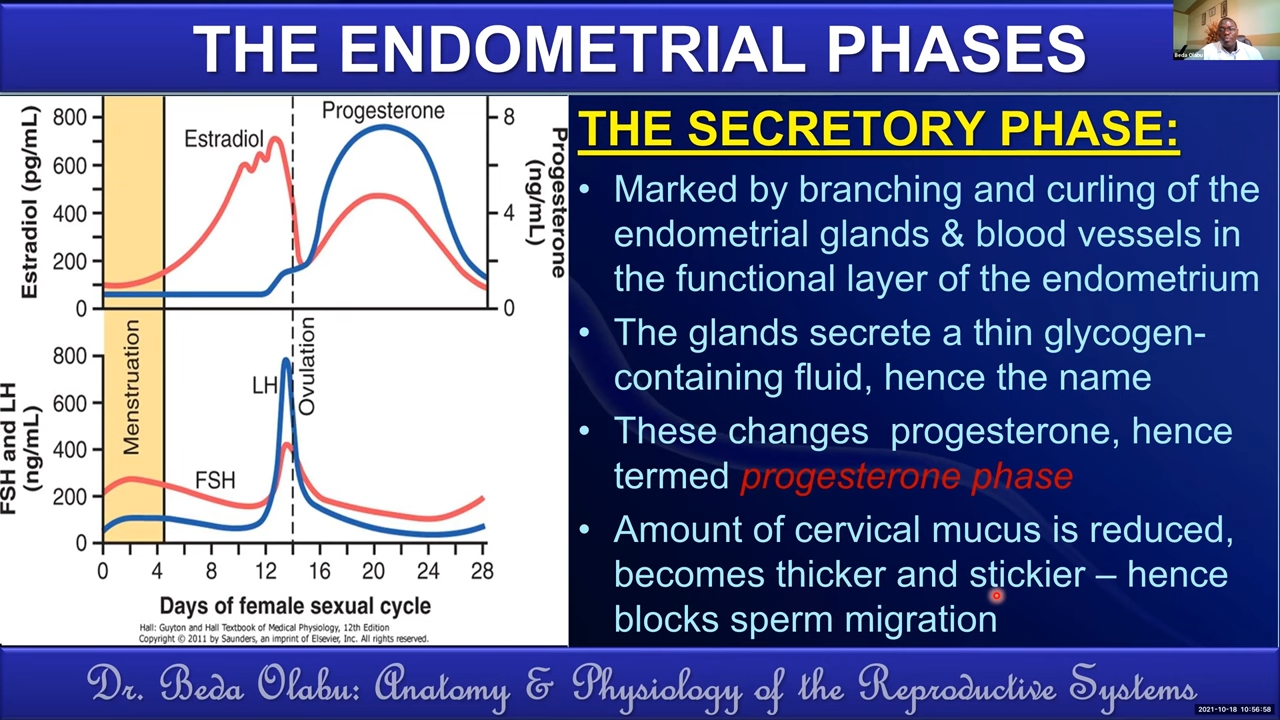 THE ENDOMETRIAL PHASES
Beda Olabu
Estradiol (pg/mL)
800
600
400
200
0
Estradiol
Progesterone
8
4
0
Progesterone
(ng/mL)
FSH and LH
(ng/mL)
800
600
400
200
0
Menstruation
FSH
LH
Ovulation
0 4 8 12 16 20 24 28
Days of female sexual cycle
Hall: Guyton and Hall Textbook of Medical Physiology, 12th Edition
Copyright © 2011 by Saunders, an imprint of Elsevier, Inc. All rights reserved.
THE SECRETORY PHASE:
• Marked by branching and curling of the
endometrial glands & blood vessels in
the functional layer of the endometrium
• The glands secrete a thin glycogen-
containing fluid, hence the name
• These changes progesterone, hence
termed progesterone phase
• Amount of cervical mucus is reduced,
becomes thicker and stickier – hence
blocks sperm migration
Dr. Beda Olabu: Anatomy & Physiology of the Reproductive Systems
2021-10-18 10:56:58